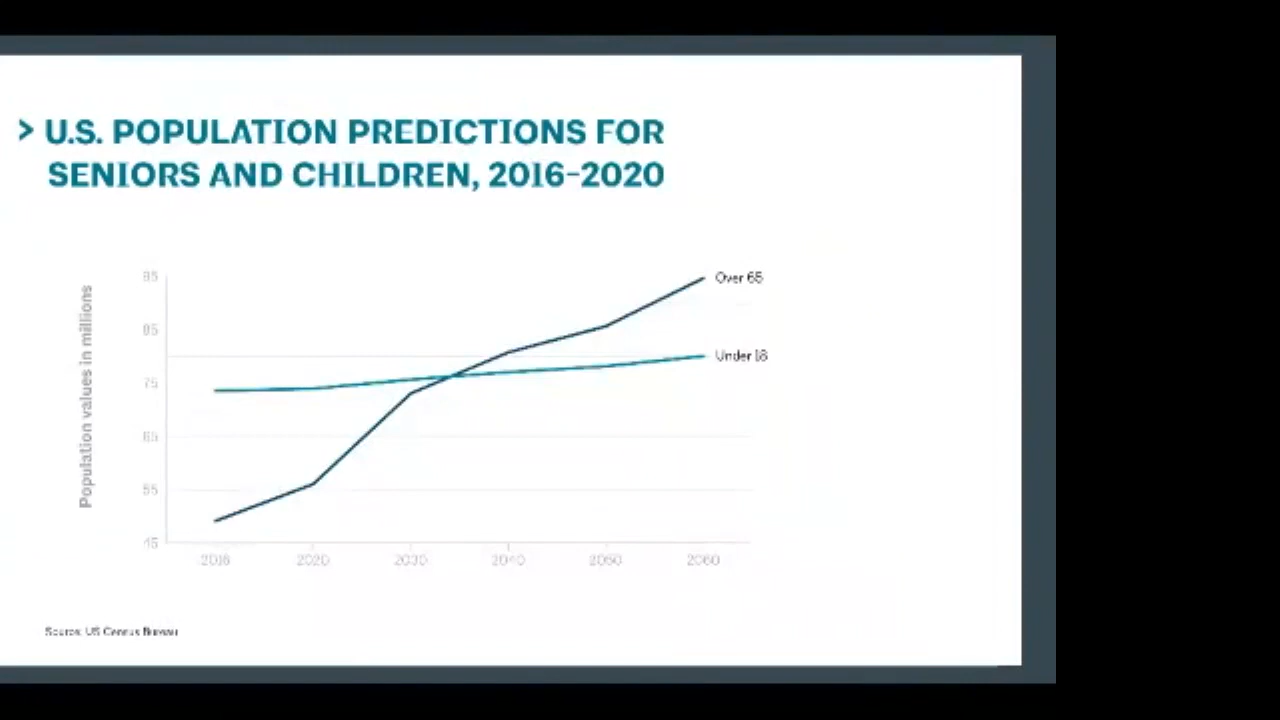 > U.S. POPULATION PREDICTIONS FOR
SENIORS AND CHILDREN, 2016-2020
Population values in millions
95
85
75
65
55
45
2016
2020
2030
2040
2050
2060
Over 65
Under 18
Source: US Census Bureau